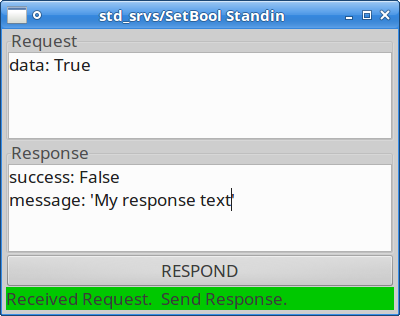 std_srvs/SetBool Standin
Request
data: True
Response
success: False
message: 'My response text'
RESPOND
Received Request.  Send Response.